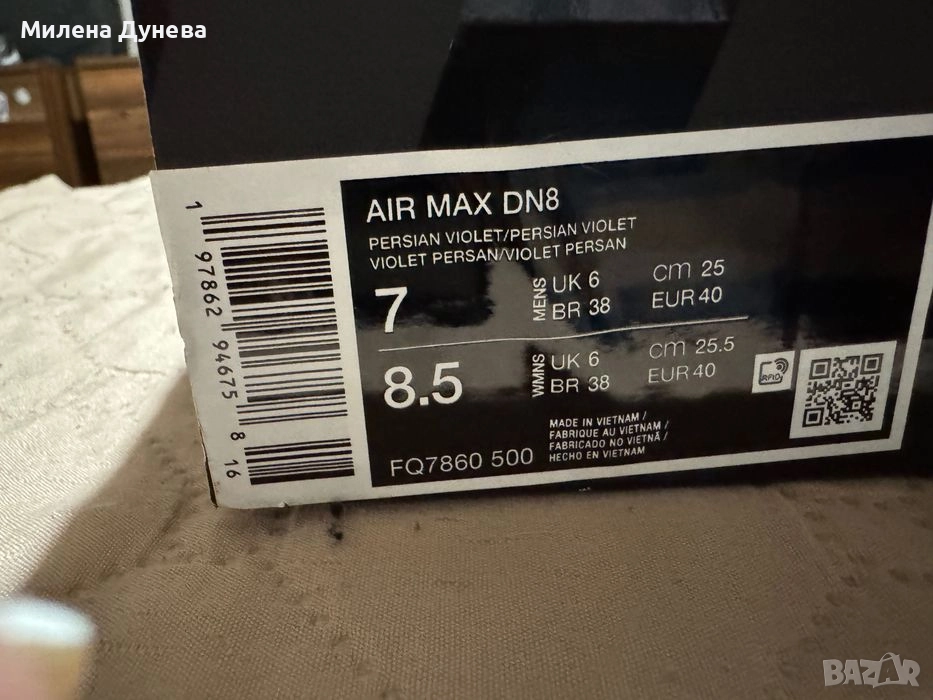 Милена Дунева
AIR MAX DN8
PERSIAN VIOLET/PERSIAN VIOLET
VIOLET PERSAN/VIOLET PERSAN
7
MENS
UK 6
BR 38
cm 25
EUR 40
8.5
WMNS
UK 6
BR 38
cm 25.5
EUR 40
RFID
FQ7860 500
MADE IN VIETNAM /
FABRIQUE AU VIETNAM /
FABRICADO NO VIETNÃ /
HECHO EN VIETNAM
1 97862 94675 8 16
BAZAR